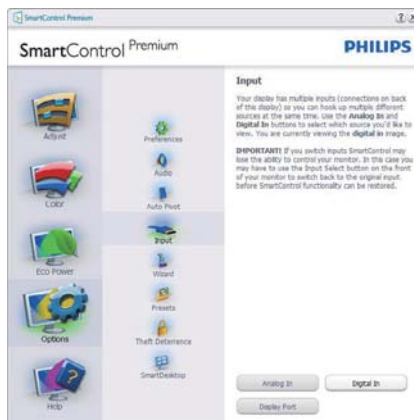 SmartControl Premium
SmartControl Premium
PHILIPS
Adjust
Color
Eco Power
Options
Help
Preferences
Audio
Auto Pivot
Input
Wizard
Presets
Theft Deterrence
SmartDesktop
Input
Your display has multiple inputs (connections on back
of this display) so you can hook up multiple different
sources at the same time. Use the Analog In and
Digital In buttons to select which source you'd like to
view. You are currently viewing the digital in image.
IMPORTANT! If you switch inputs SmartControl may
lose the ability to control your monitor. In this case you
may have to use the Input Select button on the front
of your monitor to switch back to the original input
before SmartControl functionality can be restored.
Analog In
Digital In
Display Port